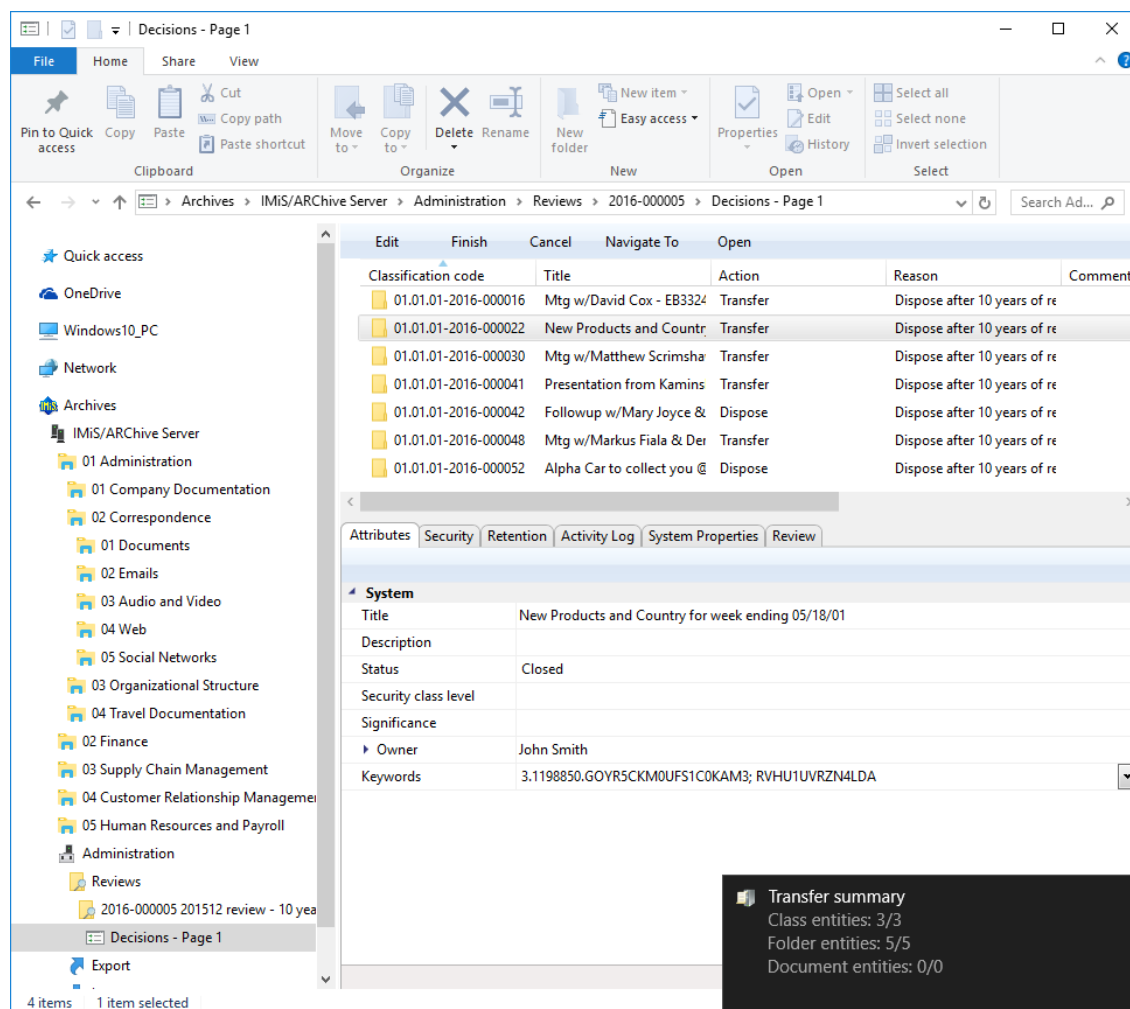 Decisions - Page 1
File Home Share View
Pin to Quick access
Copy
Paste
Cut
Copy path
Paste shortcut
Clipboard
Move to
Copy to
Delete
Rename
Organize
New folder
New item
Easy access
New
Properties
Open
Edit
History
Open
Select all
Select none
Invert selection
Select
Archives > IMiS/ARChive Server > Administration > Reviews > 2016-000005 > Decisions - Page 1
Search Ad...
Quick access
OneDrive
Windows10_PC
Network
Archives
IMiS/ARChive Server
01 Administration
01 Company Documentation
02 Correspondence
01 Documents
02 Emails
03 Audio and Video
04 Web
05 Social Networks
03 Organizational Structure
04 Travel Documentation
02 Finance
03 Supply Chain Management
04 Customer Relationship Managemen
05 Human Resources and Payroll
Administration
Reviews
2016-000005 201512 review - 10 yea
Decisions - Page 1
Export
Edit Finish Cancel Navigate To Open
Classification code Title Action Reason Comment
01.01.01-2016-000016 Mtg w/David Cox - EB3324 Transfer Dispose after 10 years of re
01.01.01-2016-000022 New Products and Countr Transfer Dispose after 10 years of re
01.01.01-2016-000030 Mtg w/Matthew Scrimsha Transfer Dispose after 10 years of re
01.01.01-2016-000041 Presentation from Kamins Transfer Dispose after 10 years of re
01.01.01-2016-000042 Followup w/Mary Joyce & Dispose Dispose after 10 years of re
01.01.01-2016-000048 Mtg w/Markus Fiala & Der Transfer Dispose after 10 years of re
01.01.01-2016-000052 Alpha Car to collect you @ Dispose Dispose after 10 years of re
Attributes Security Retention Activity Log System Properties Review
System
Title New Products and Country for week ending 05/18/01
Description
Status Closed
Security class level
Significance
Owner John Smith
Keywords 3.1198850.GOYR5CKM0UFS1C0KAM3; RVHU1UVRZN4LDA
Transfer summary
Class entities: 3/3
Folder entities: 5/5
Document entities: 0/0
4 items 1 item selected